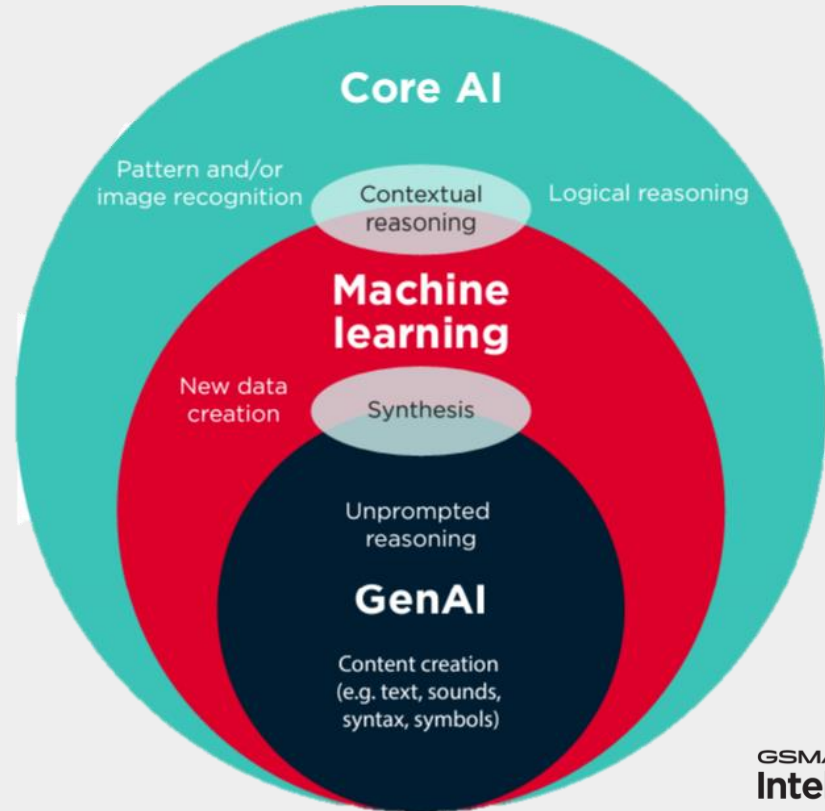 Core AI
Pattern and/or
image recognition
Contextual
reasoning
Logical reasoning
Machine
learning
New data
creation
Synthesis
Unprompted
reasoning
GenAI
Content creation
(e.g. text, sounds,
syntax, symbols)